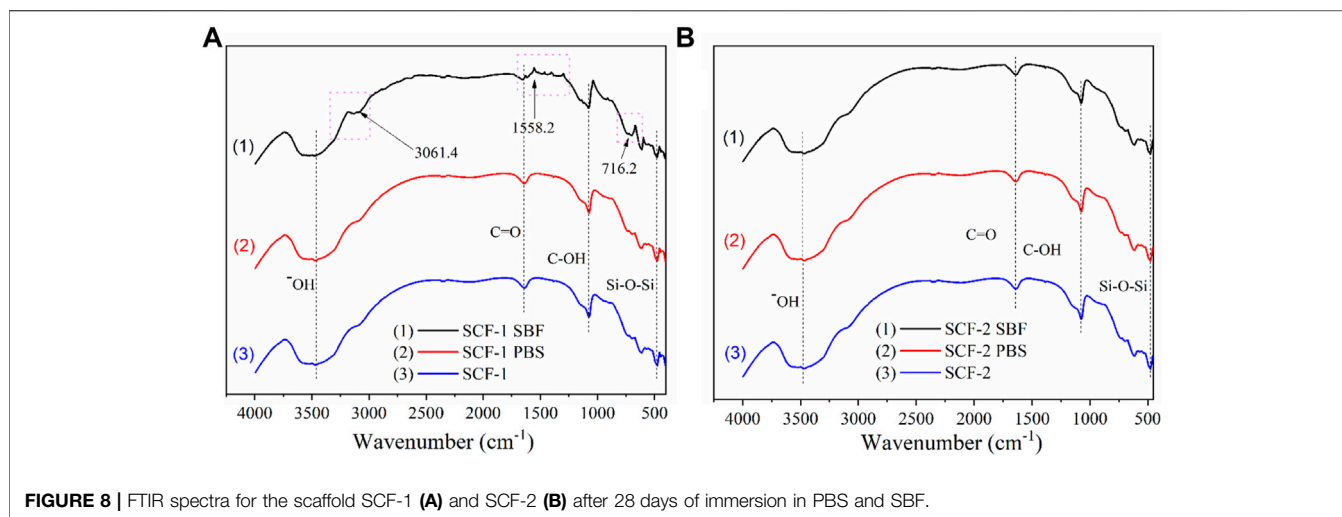 A
(1)
(2)
(3)
3061.4
1558.2
716.2
C=O
C-OH
Si-O-Si
⁻OH
(1) SCF-1 SBF
(2) SCF-1 PBS
(3) SCF-1
4000 3500 3000 2500 2000 1500 1000 500
Wavenumber (cm⁻¹)
B
(1)
(2)
(3)
C=O
C-OH
Si-O-Si
⁻OH
(1) SCF-2 SBF
(2) SCF-2 PBS
(3) SCF-2
4000 3500 3000 2500 2000 1500 1000 500
Wavenumber (cm⁻¹)
FIGURE 8 | FTIR spectra for the scaffold SCF-1 (A) and SCF-2 (B) after 28 days of immersion in PBS and SBF.